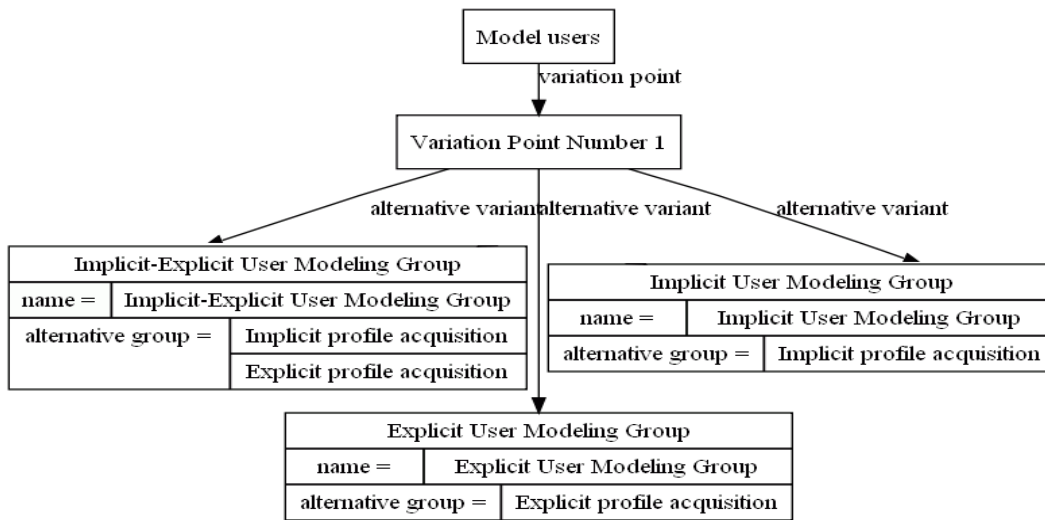 Model users
variation point
Variation Point Number 1
alternative variant
alternative variant
alternative variant
Implicit-Explicit User Modeling Group
name =
Implicit-Explicit User Modeling Group
alternative group =
Implicit profile acquisition
Explicit profile acquisition
Implicit User Modeling Group
name =
Implicit User Modeling Group
alternative group =
Implicit profile acquisition
Explicit User Modeling Group
name =
Explicit User Modeling Group
alternative group =
Explicit profile acquisition